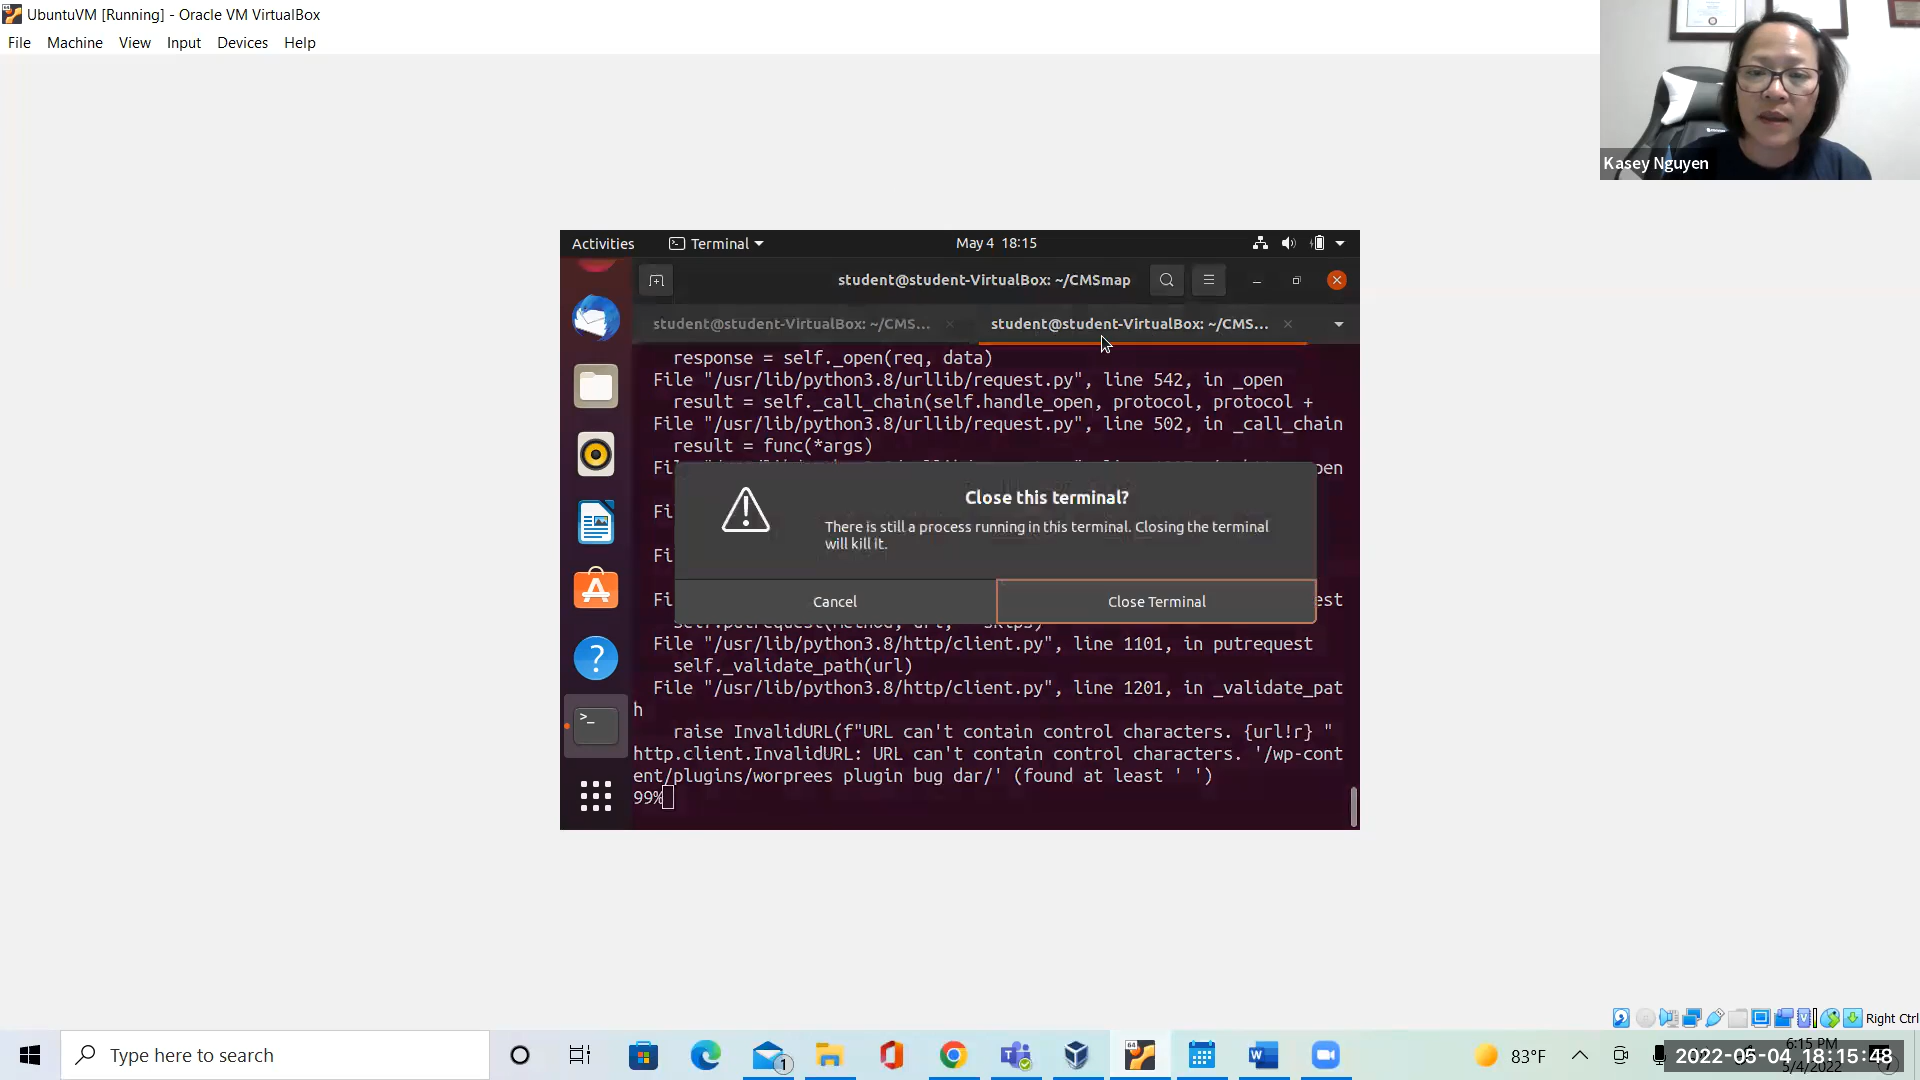 UbuntuVM [Running] - Oracle VM VirtualBox
File Machine View Input Devices Help
Kasey Nguyen
Activities Terminal May 4 18:15
student@student-VirtualBox: ~/CMSmap
student@student-VirtualBox: ~/CMS... student@student-VirtualBox: ~/CMS...
response = self._open(req, data)
File "/usr/lib/python3.8/urllib/request.py", line 542, in _open
result = self._call_chain(self.handle_open, protocol, protocol +
File "/usr/lib/python3.8/urllib/request.py", line 502, in _call_chain
result = func(*args)
Close this terminal?
There is still a process running in this terminal. Closing the terminal
will kill it.
Cancel Close Terminal
File "/usr/lib/python3.8/http/client.py", line 1101, in putrequest
self._validate_path(url)
File "/usr/lib/python3.8/http/client.py", line 1201, in _validate_pat
h
raise InvalidURL(f"URL can't contain control characters. {url!r} "
http.client.InvalidURL: URL can't contain control characters. '/wp-cont
ent/plugins/worprees plugin bug dar/' (found at least ' ')
99%
Right Ctrl
Type here to search
1
64
83°F
6:15 PM
5/4/2022
2022-05-04 18:15:48